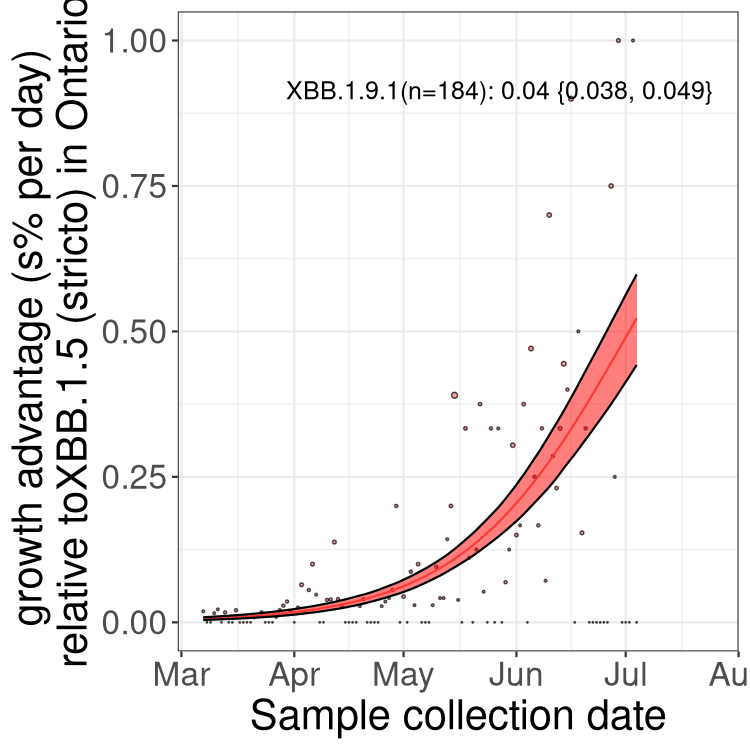 growth advantage (s% per day)
relative toXBB.1.5 (stricto) in Ontario
1.00
0.75
0.50
0.25
0.00
XBB.1.9.1(n=184): 0.04 {0.038, 0.049}
Mar Apr May Jun Jul Au
Sample collection date